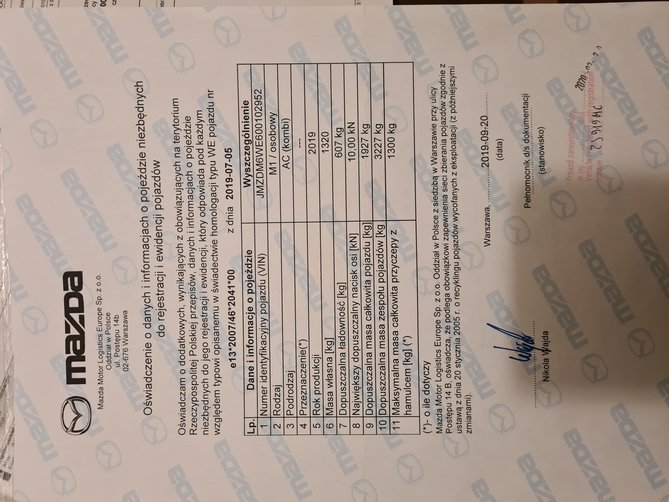 mazda
Mazda Motor Logistics Europe Sp. z o.o.
Oddział w Polsce
ul. Postępu 14b
02-676 Warszawa
Oświadczenie o danych i informacjach o pojeździe niezbędnych
do rejestracji i ewidencji pojazdów
Oświadczam o dodatkowych, wynikających z obowiązujących na terytorium
Rzeczypospolitej Polskiej przepisów, danych i informacjach o pojeździe
niezbędnych do jego rejestracji i ewidencji, który odpowiada pod każdym
względem typowi opisanemu w świadectwie homologacji typu WE pojazdu nr
e13*2007/46*2041*00 z dnia 2019-07-05
Lp. Dane i informacje o pojeździe Wyszczególnienie
1 Numer identyfikacyjny pojazdu (VIN) JMZDM6WE600102952
2 Rodzaj M1 / osobowy
3 Podrodzaj AC (kombi)
4 Przeznaczenie(*) ---
5 Rok produkcji 2019
6 Masa własna [kg] 1320
7 Dopuszczalna ładowność [kg] 607 kg
8 Największy dopuszczalny nacisk osi [kN] 10,00 kN
9 Dopuszczalna masa całkowita pojazdu [kg] 1927 kg
10 Dopuszczalna masa zespołu pojazdów [kg] 3227 kg
11 Maksymalna masa całkowita przyczepy z 1300 kg
hamulcem [kg] (*)
(*)- o ile dotyczy
Mazda Motor Logistics Europe Sp. z o.o. Oddział w Polsce z siedzibą w Warszawie przy ulicy
Postępu 14 B, oświadcza, że podlega obowiązkowi zapewnienia sieci zbierania pojazdów zgodnie z
ustawą z dnia 20 stycznia 2005 r. o recyklingu pojazdów wycofanych z eksploatacji (z późniejszymi
zmianami).
Warszawa, 2019-09-20
(data)
Nikola Wajda
Pełnomocnik d/s dokumentacji
(stanowisko)